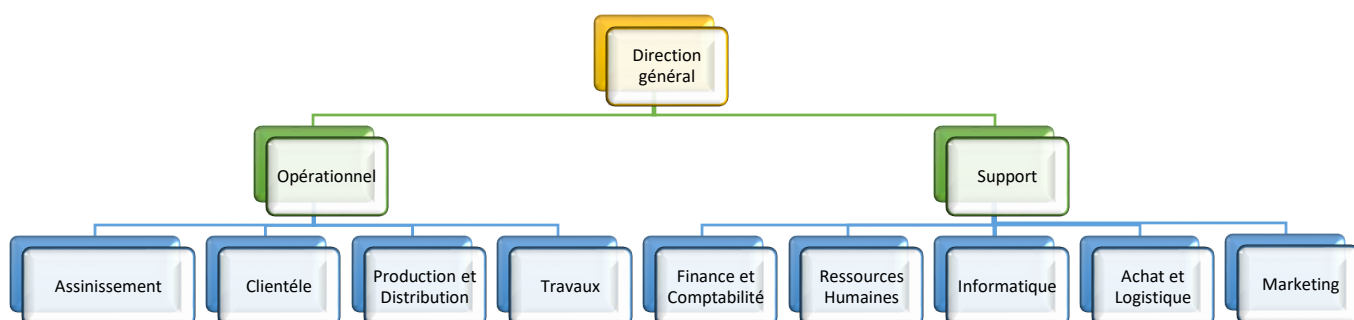 Direction
général
Opérationnel
Support
Assinissement
Clientéle
Production et
Distribution
Travaux
Finance et
Comptabilité
Ressources
Humaines
Informatique
Achat et
Logistique
Marketing